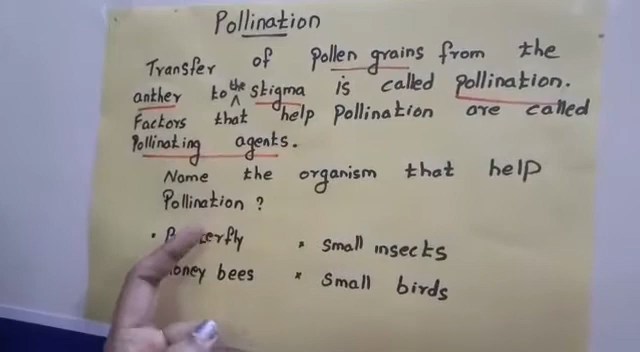 Pollination
Transfer of pollen grains from the
anther to the stigma is called pollination.
Factors that help pollination are called
Pollinating agents.
Name the organism that help
Pollination ?
* small insects
bees * small birds